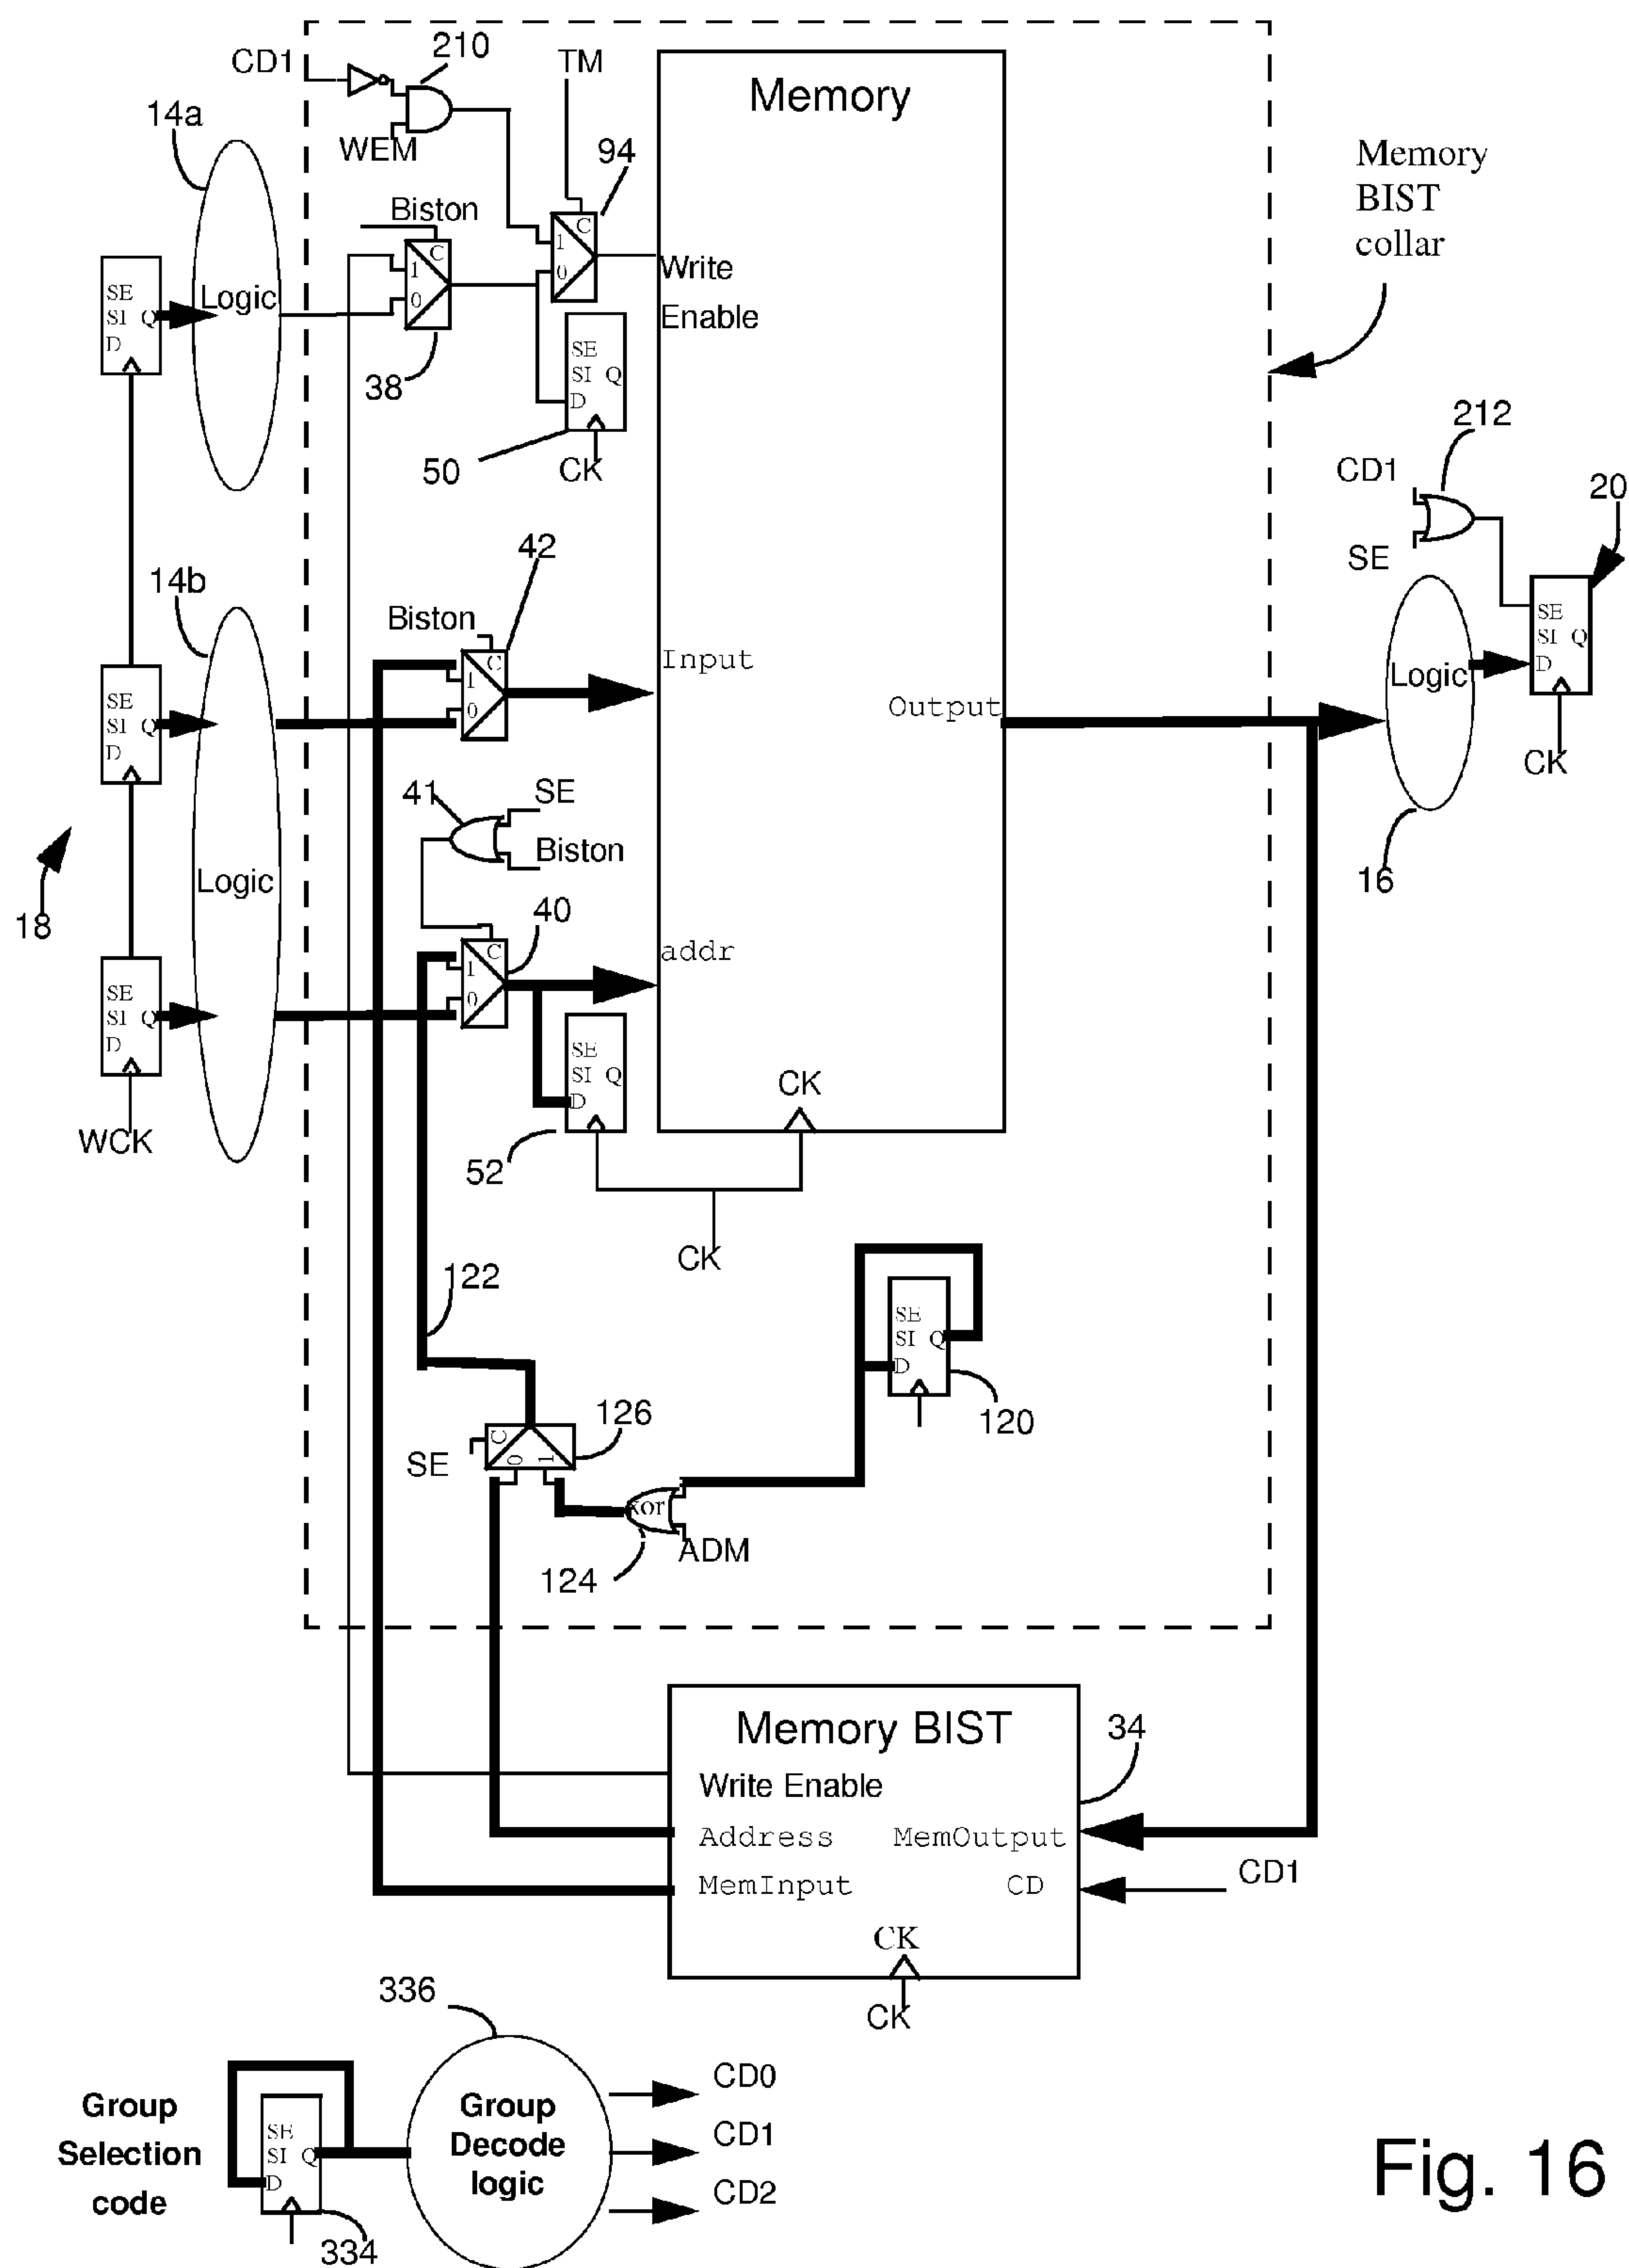 CD1
210
TM
Memory
14a
WEM
94
Memory
BIST
collar
Biston
C
1
0
C
1
0
Write
Enable
SE
SI Q
D
Logic
38
SE
SI Q
D
50
CK
212
CD1
20
SE
42
14b
Biston
C
1
0
Input
SE
SI Q
D
Logic
Output
SE
SI Q
D
CK
41
SE
Biston
16
18
Logic
40
C
1
0
addr
SE
SI Q
D
SE
SI Q
D
CK
WCK
52
CK
122
SE
SI Q
D
120
126
C
0
1
SE
xor
ADM
124
Memory BIST
34
Write Enable
Address MemOutput
MemInput CD
CD1
CK
CK
336
Group
Selection
code
SE
SI Q
D
334
Group
Decode
logic
CD0
CD1
CD2
Fig. 16